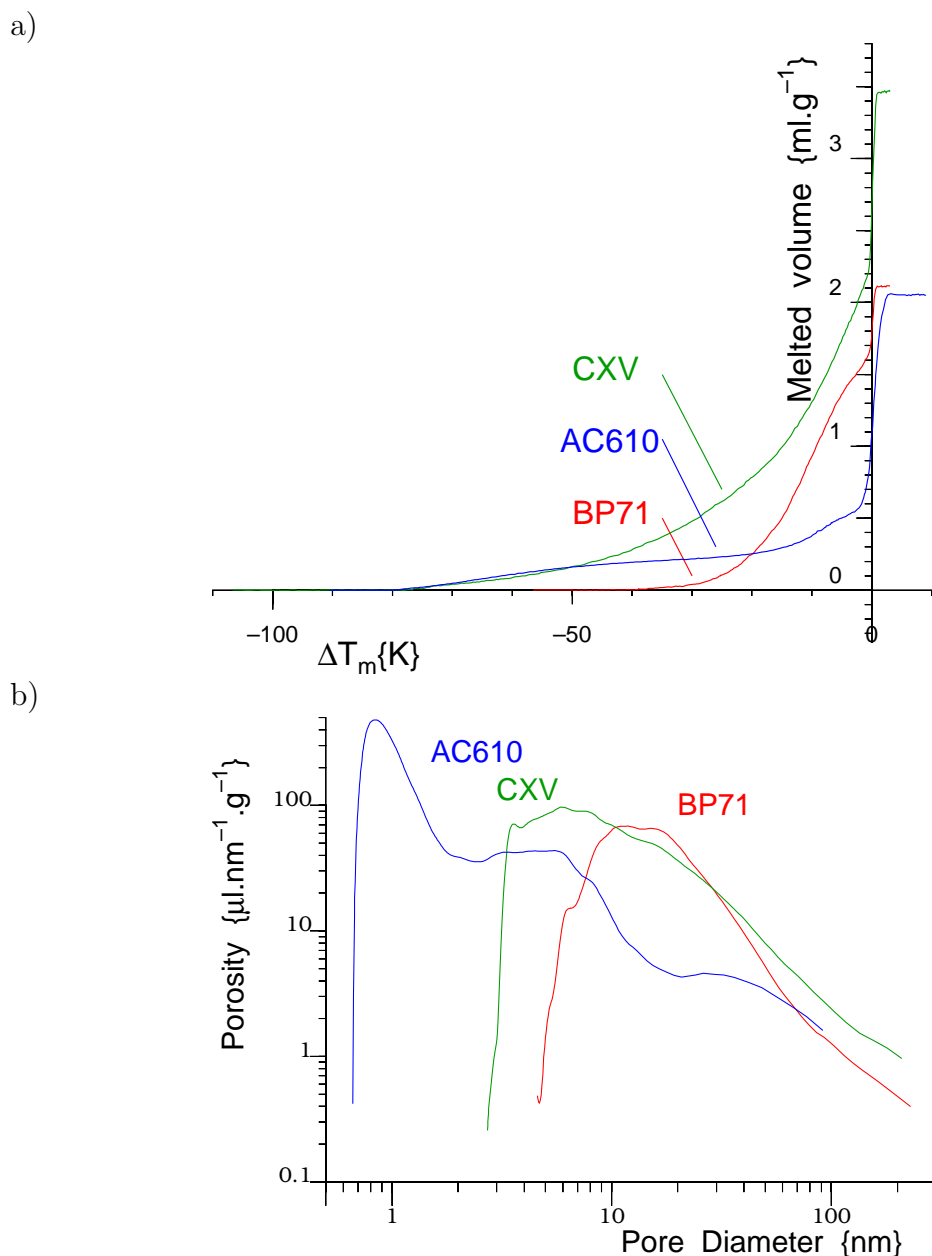 a)
Melted volume {ml.g⁻¹}
3
2
1
0
CXV
AC610
BP71
−100
−50
0
ΔTₘ{K}
b)
Porosity {μl.nm⁻¹.g⁻¹}
100
10
1
0.1
AC610
CXV
BP71
1
10
100
Pore Diameter {nm}